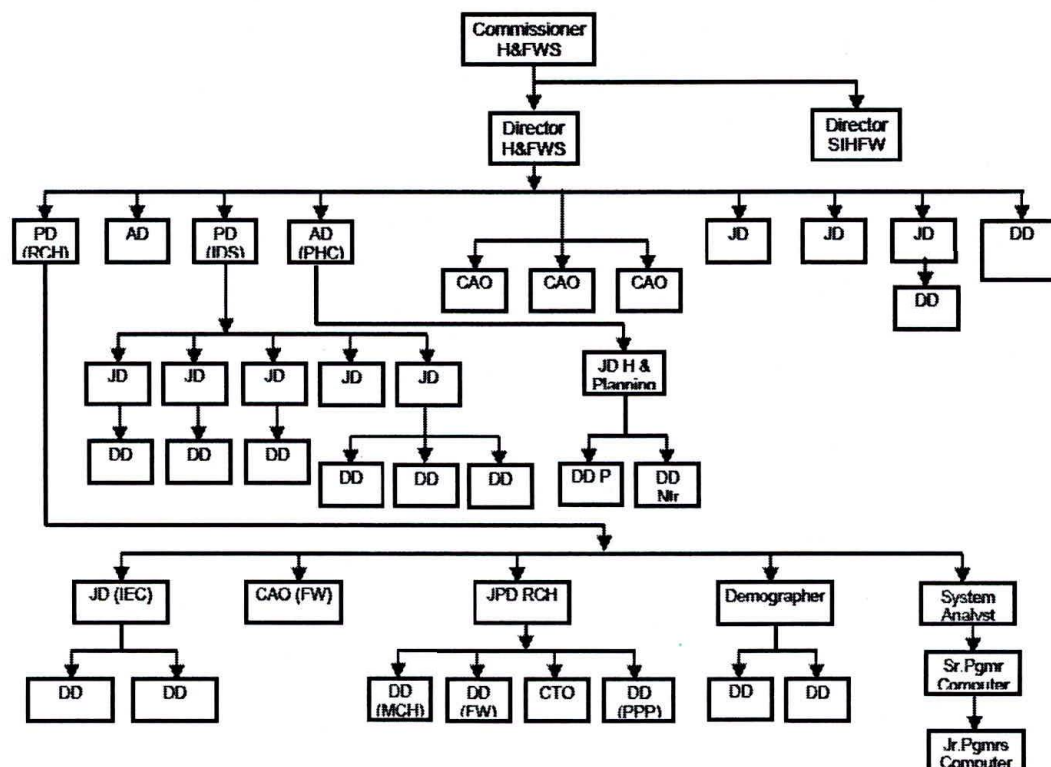 Commissioner
H&FWS
Director
H&FWS
Director
SIHFW
PD
(RCH)
AD
PD
(IDS)
AD
(PHC)
JD
JD
JD
DD
CAO
CAO
CAO
DD
JD
JD
JD
JD
JD
JD H &
Planning
DD
DD
DD
DD
DD
DD
DD P
DD
Ntr
JD (IEC)
CAO (FW)
JPD RCH
Demographer
System
Analyst
DD
DD
DD
(MCH)
DD
(FW)
CTO
DD
(PPP)
DD
DD
Sr.Pgmr
Computer
Jr.Pgmrs
Computer